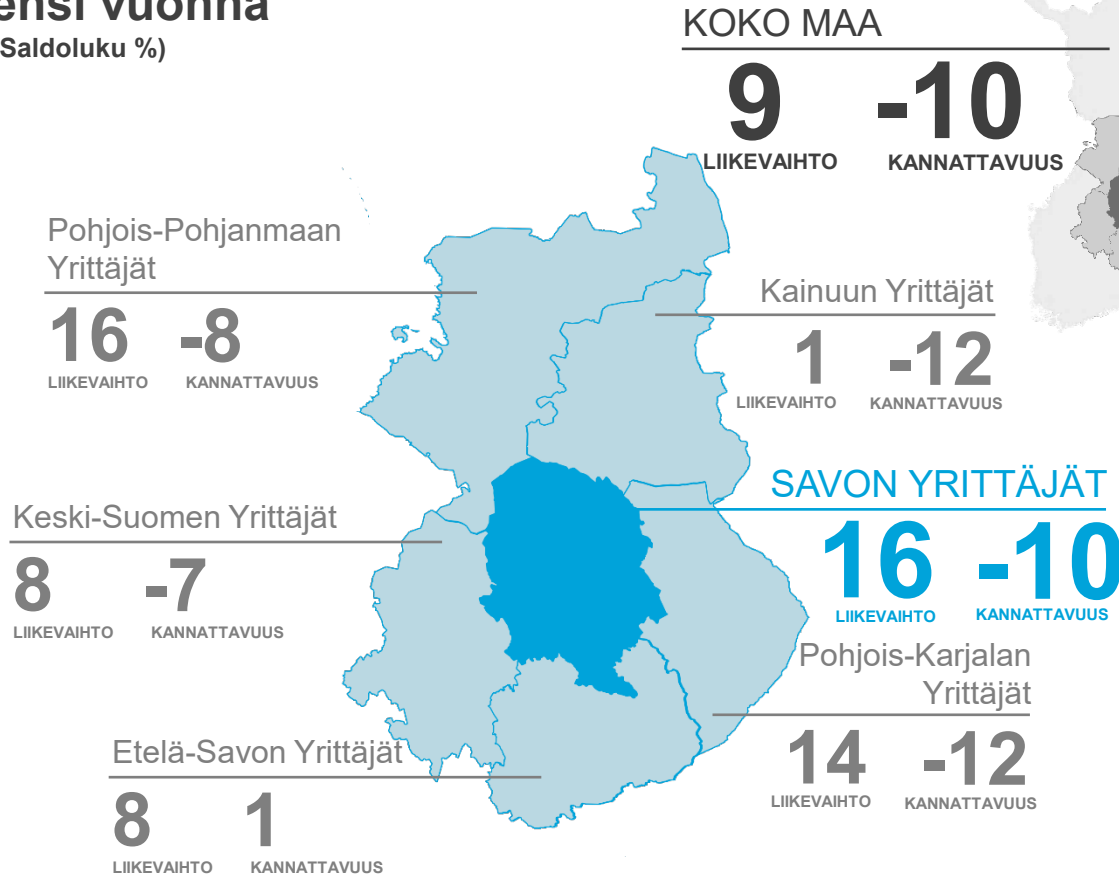 ensi vuonna
Saldoluku %)
KOKO MAA
9 -10
LIIKEVAIHTO KANNATTAVUUS
Pohjois-Pohjanmaan
Yrittäjät
16 -8
LIIKEVAIHTO KANNATTAVUUS
Kainuun Yrittäjät
1 -12
LIIKEVAIHTO KANNATTAVUUS
SAVON YRITTÄJÄT
16 -10
LIIKEVAIHTO KANNATTAVUUS
Keski-Suomen Yrittäjät
8 -7
LIIKEVAIHTO KANNATTAVUUS
Pohjois-Karjalan
Yrittäjät
14 -12
LIIKEVAIHTO KANNATTAVUUS
Etelä-Savon Yrittäjät
8 1
LIIKEVAIHTO KANNATTAVUUS